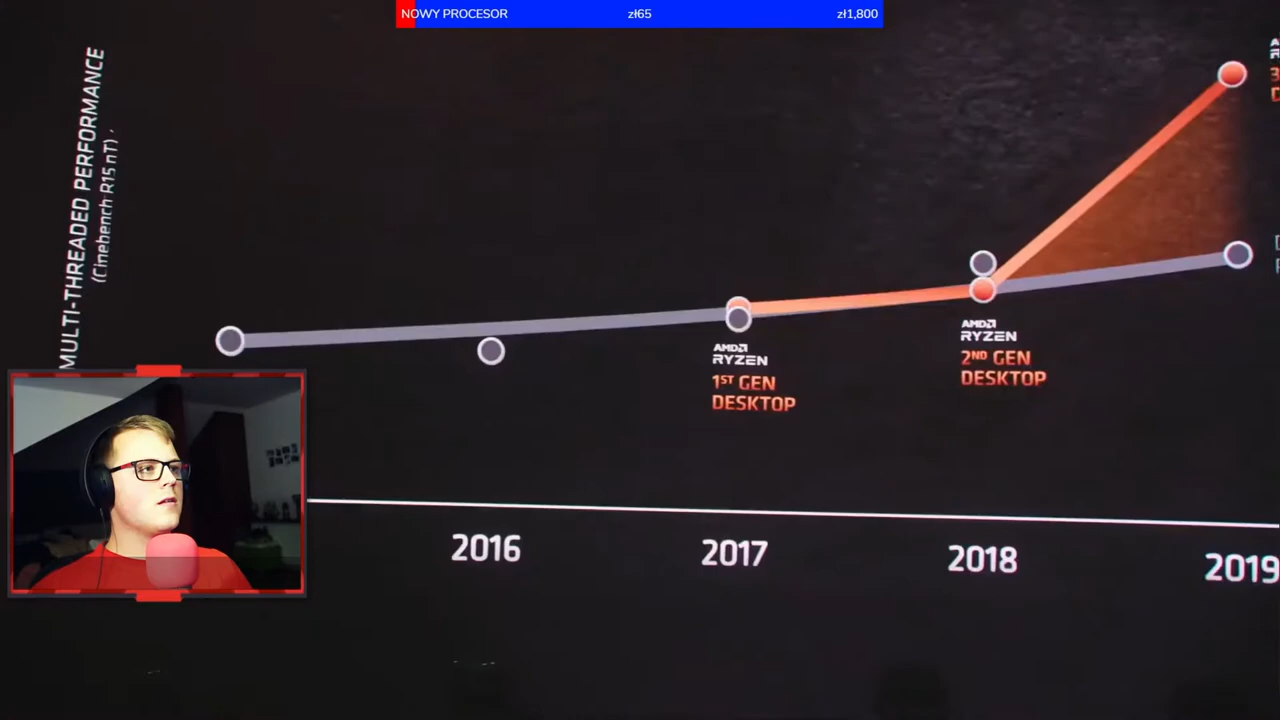 NOWY PROCESOR zł65 zł1,800
MULTI-THREADED PERFORMANCE
(Cinebench R15 nT)
AMD
RYZEN
1ST GEN
DESKTOP
AMD
RYZEN
2ND GEN
DESKTOP
2016 2017 2018 2019